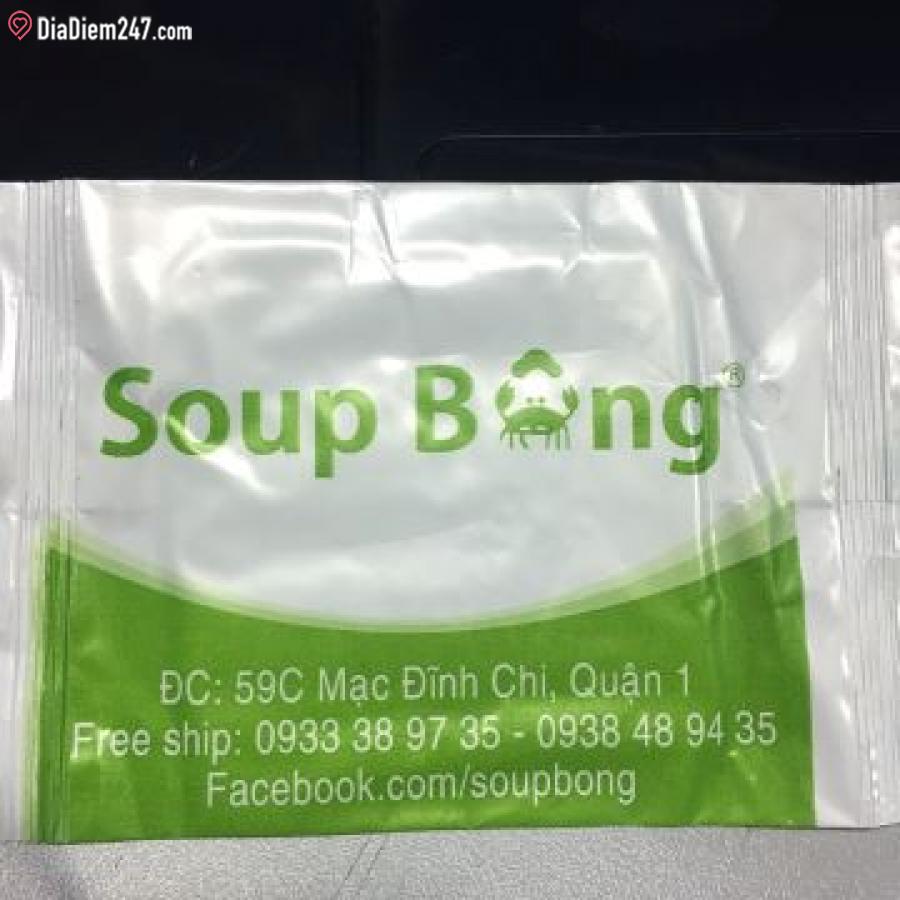 DiaDiem247.com
Soup Bông®
ĐC: 59C Mạc Đĩnh Chi, Quận 1
Free ship: 0933 38 97 35 - 0938 48 94 35
Facebook.com/soupbong